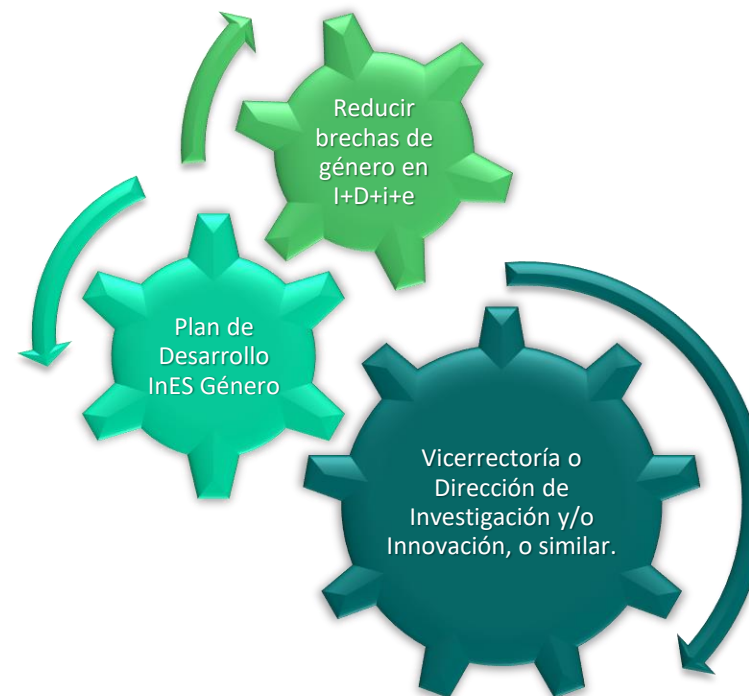 Reducir
brechas de
género en
I+D+i+e
Plan de
Desarrollo
InES Género
Vicerrectoría o
Dirección de
Investigación y/o
Innovación, o similar.